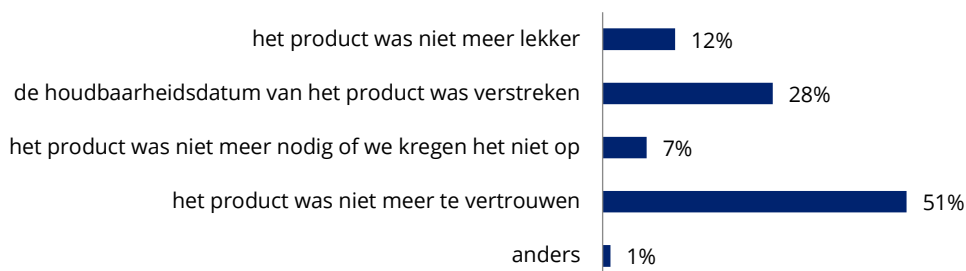 het product was niet meer lekker 12%
de houdbaarheidsdatum van het product was verstreken 28%
het product was niet meer nodig of we kregen het niet op 7%
het product was niet meer te vertrouwen 51%
anders 1%